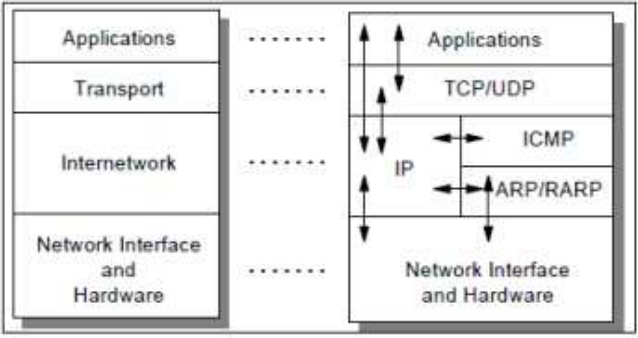 Applications
Transport
Internetwork
Network Interface
and
Hardware
Applications
TCP/UDP
ICMP
IP
ARP/RARP
Network Interface
and Hardware